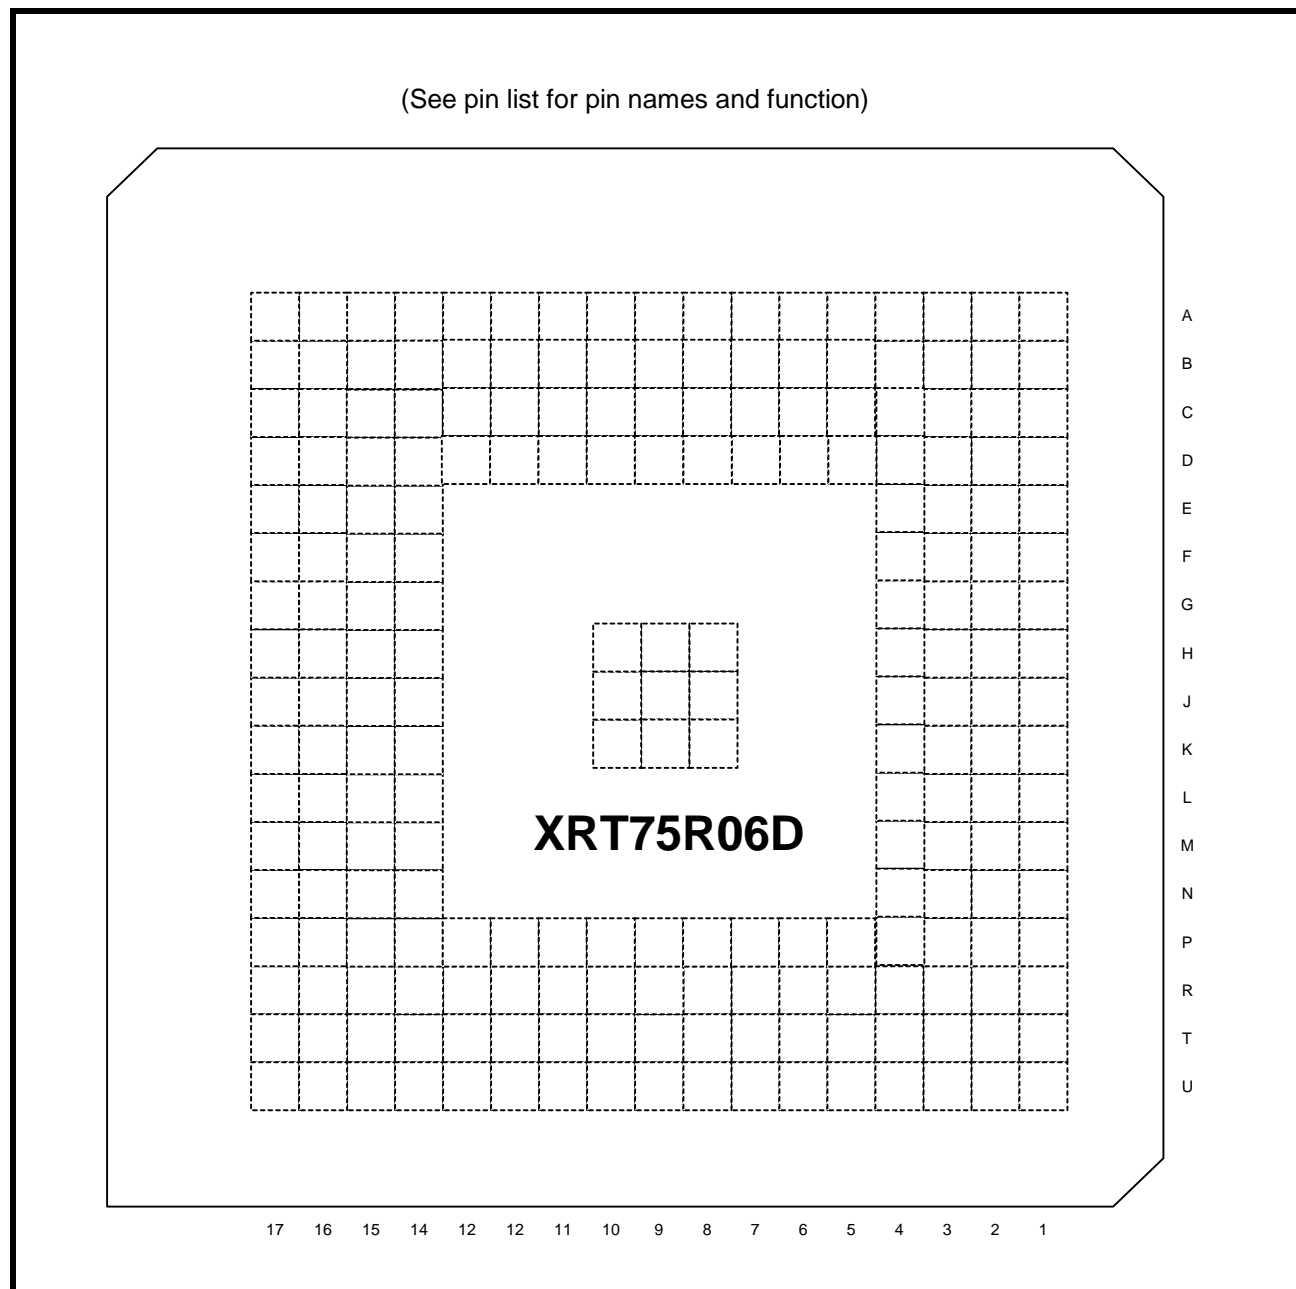 (See pin list for pin names and function)
A
B
C
D
E
F
G
H
J
K
L
XRT75R06D
M
N
P
R
T
U
17 16 15 14 12 12 11 10 9 8 7 6 5 4 3 2 1